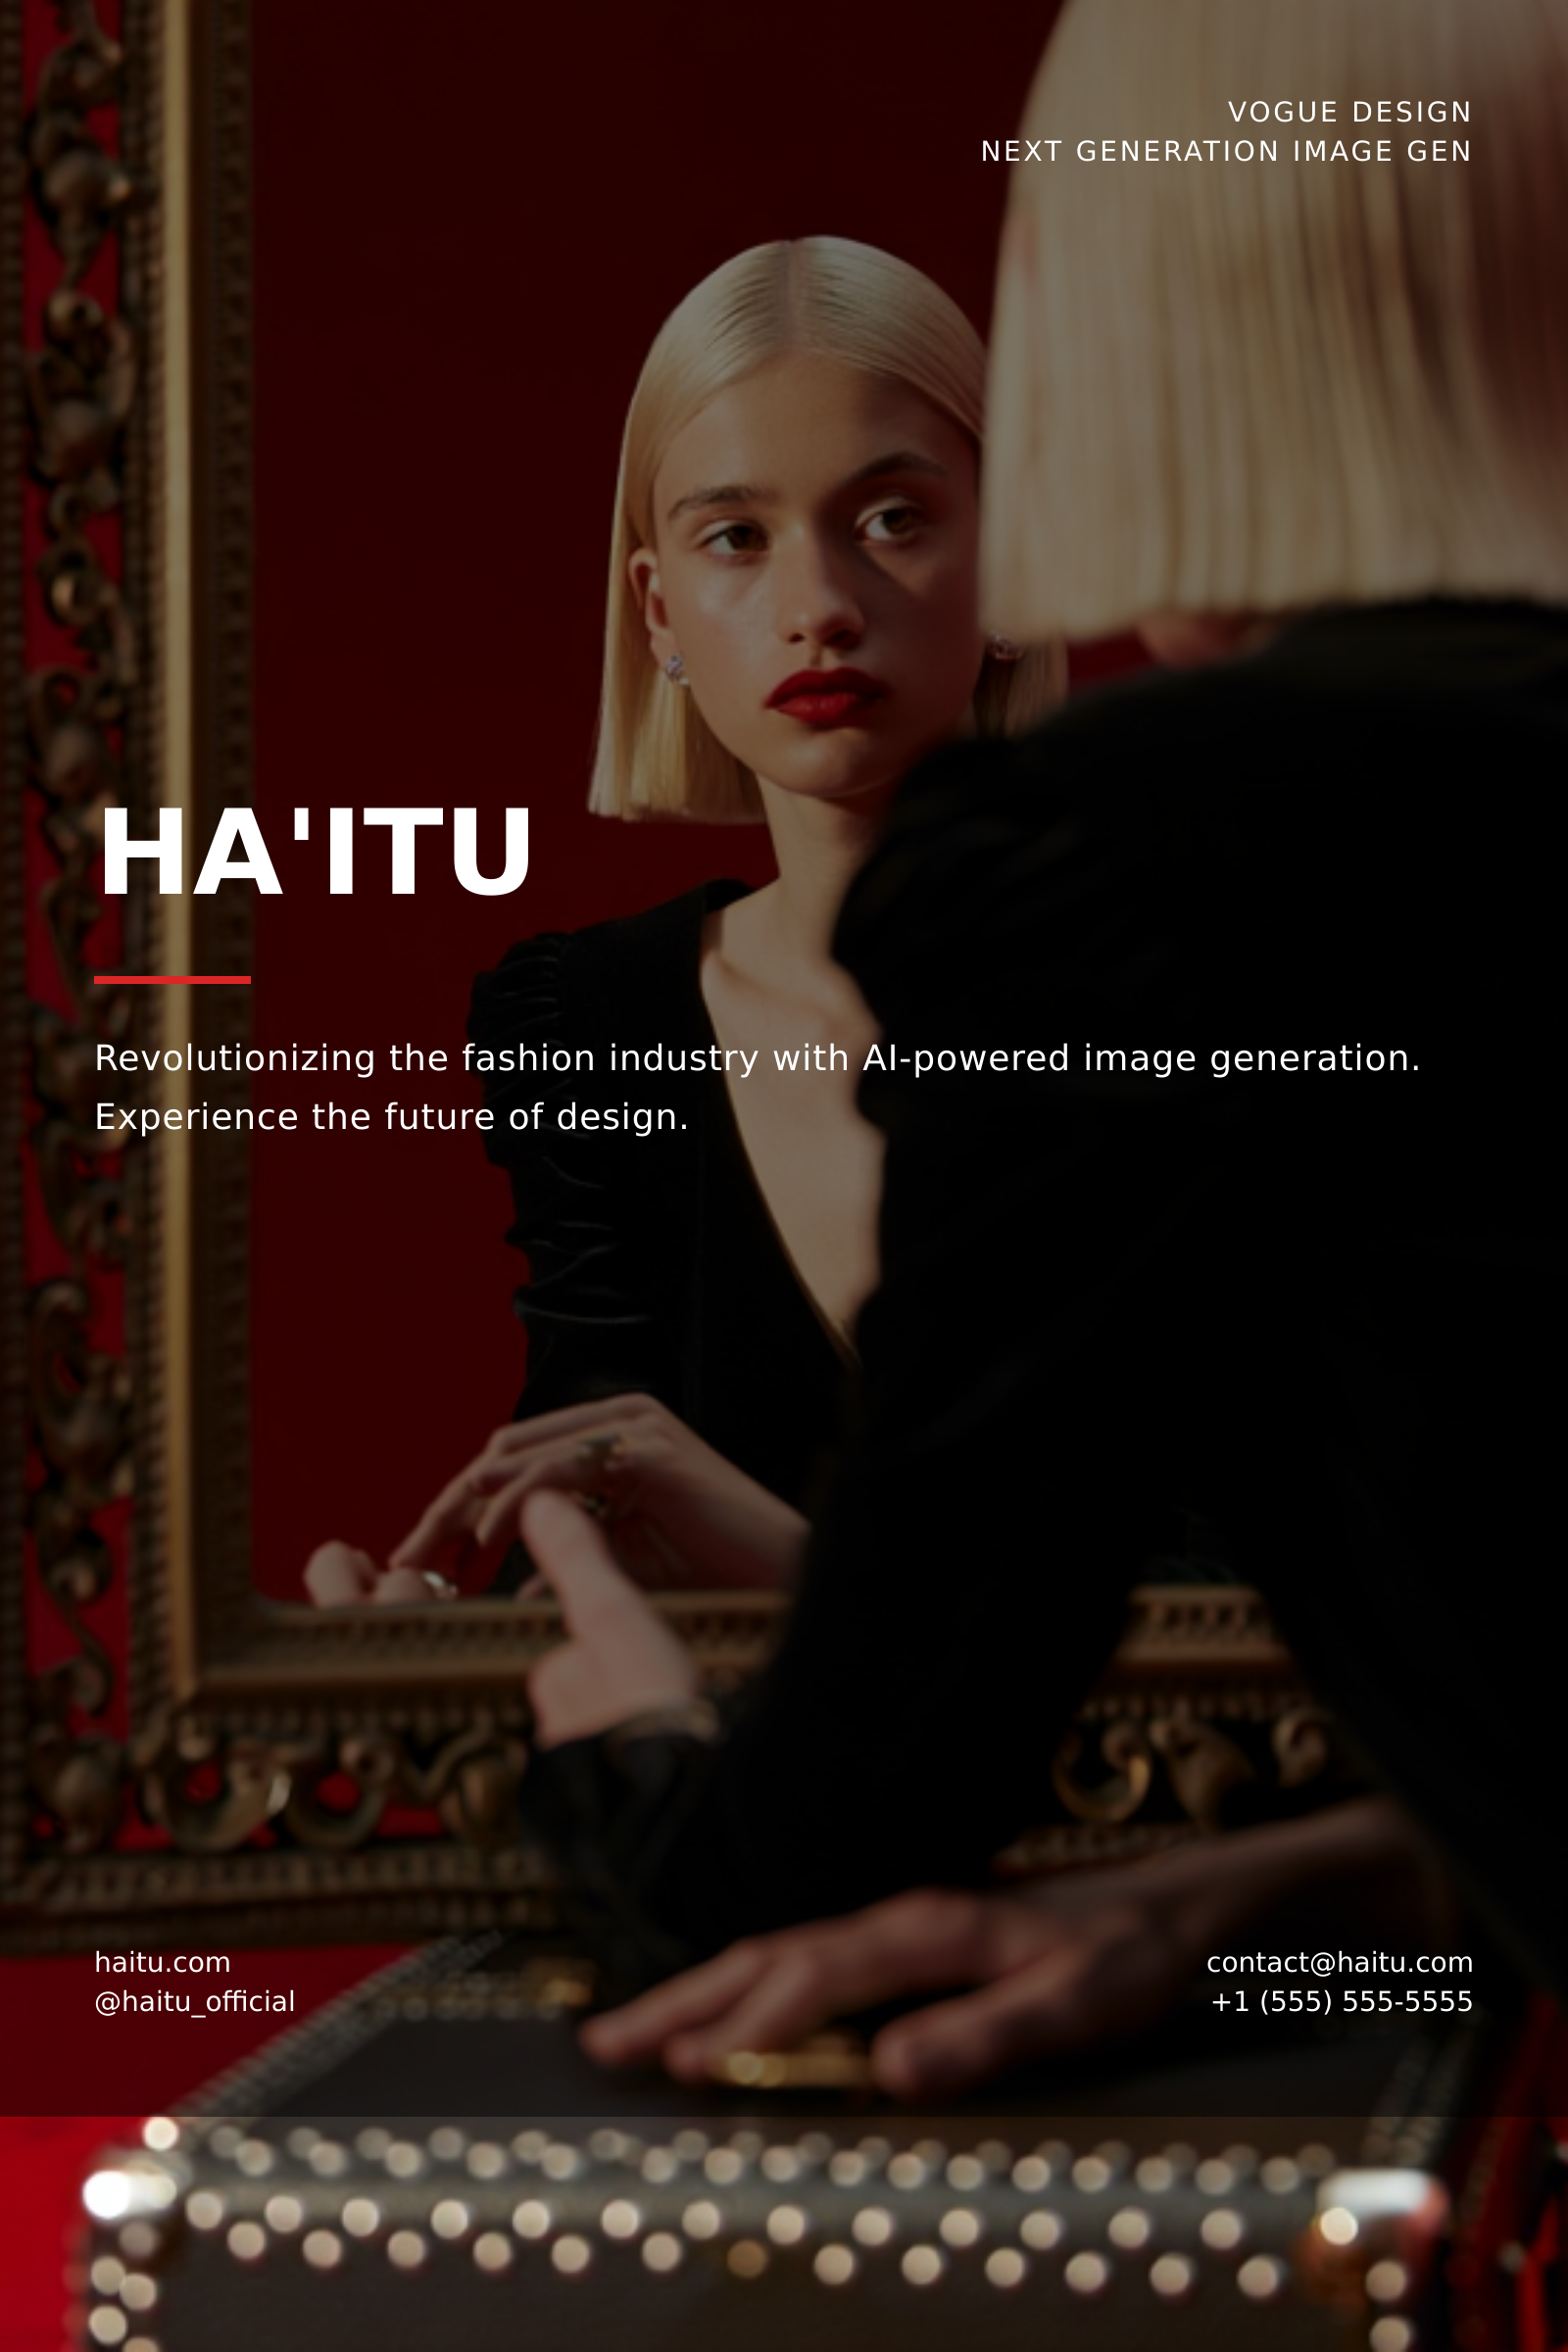 VOGUE DESIGN
NEXT GENERATION IMAGE GEN
HA'ITU
Revolutionizing the fashion industry with AI-powered image generation.
Experience the future of design.
haitu.com
@haitu_official
contact@haitu.com
+1 (555) 555-5555